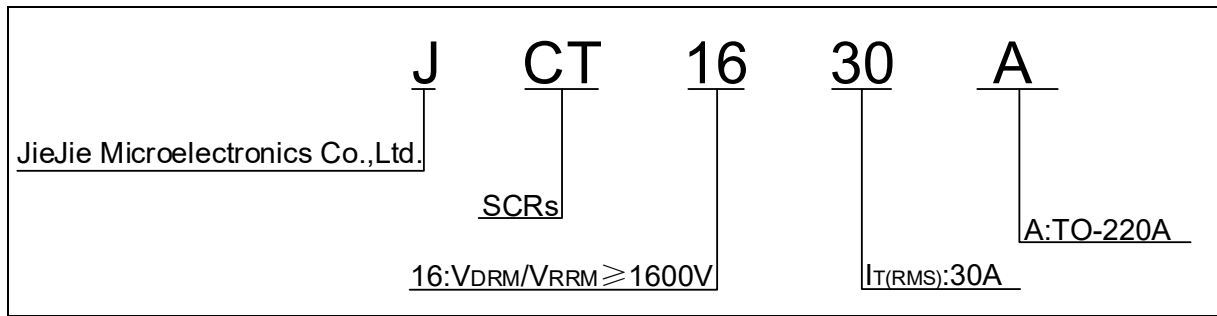 J CT 16 30 A
JieJie Microelectronics Co.,Ltd.
SCRs
A:TO-220A
16:VDRM/VRRM≥1600V
IT(RMS):30A